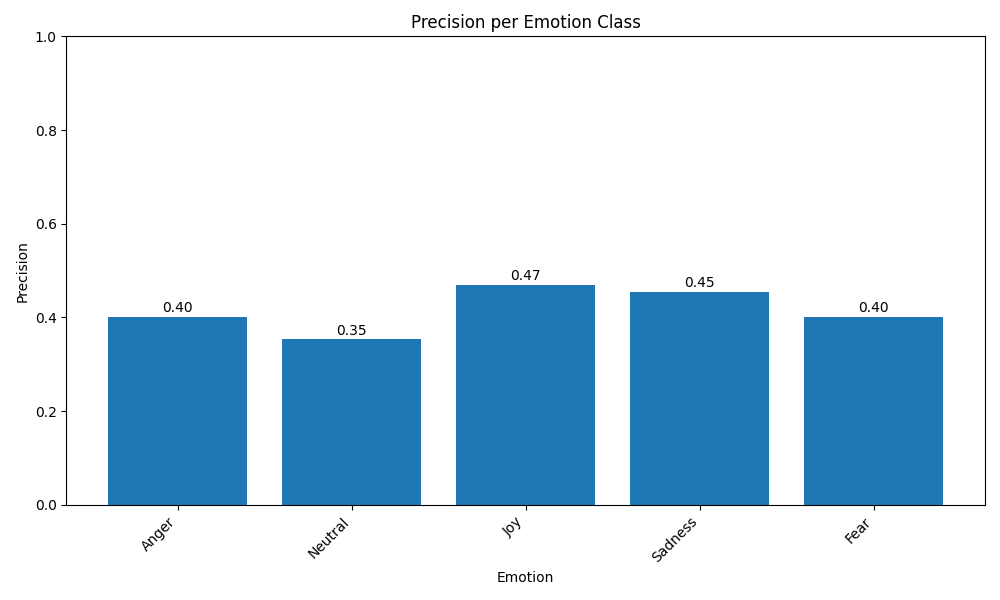 Precision per Emotion Class
1.0
0.8
0.6
0.4
0.2
0.0
Precision
0.40
0.35
0.47
0.45
0.40
Anger
Neutral
Joy
Sadness
Fear
Emotion